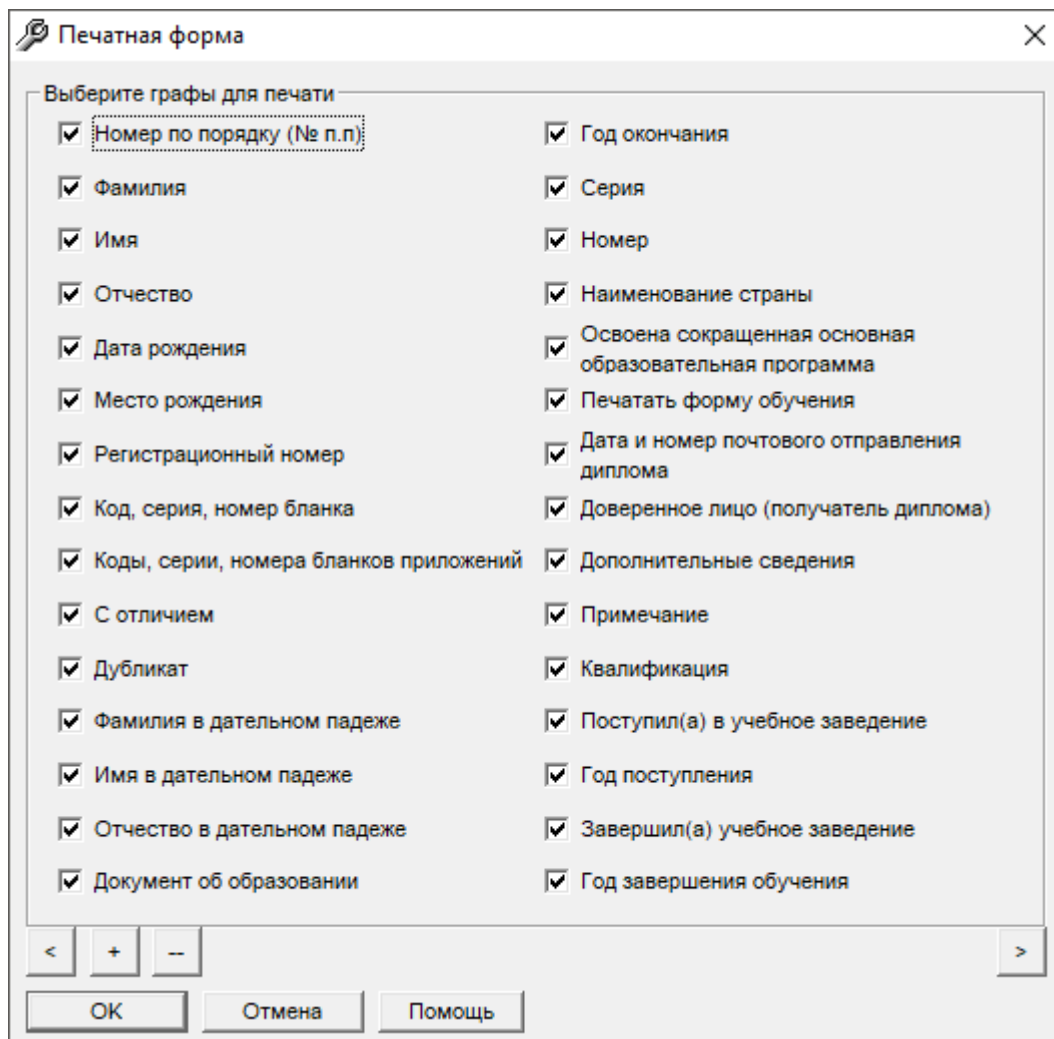 Печатная форма
Выберите графы для печати
Номер по порядку (№ п.п)
Фамилия
Имя
Отчество
Дата рождения
Место рождения
Регистрационный номер
Код, серия, номер бланка
Коды, серии, номера бланков приложений
С отличием
Дубликат
Фамилия в дательном падеже
Имя в дательном падеже
Отчество в дательном падеже
Документ об образовании
Год окончания
Серия
Номер
Наименование страны
Освоена сокращенная основная
образовательная программа
Печатать форму обучения
Дата и номер почтового отправления
диплома
Доверенное лицо (получатель диплома)
Дополнительные сведения
Примечание
Квалификация
Поступил(а) в учебное заведение
Год поступления
Завершил(а) учебное заведение
Год завершения обучения
< + -- >
OK Отмена Помощь